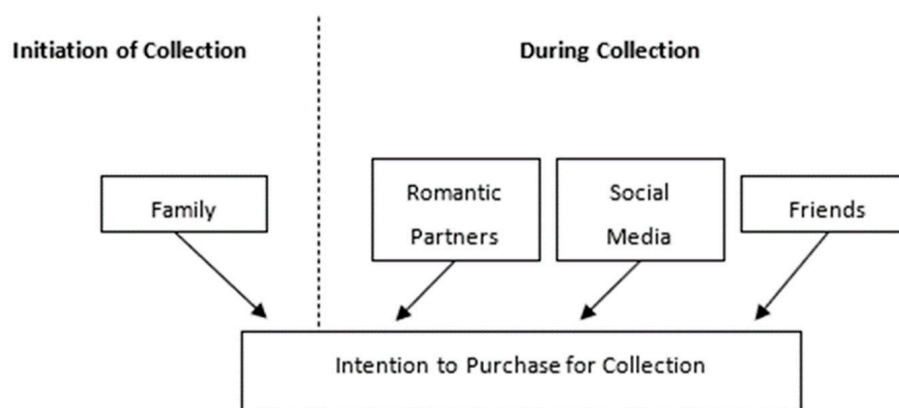 Initiation of Collection
During Collection
Family
Romantic
Partners
Social
Media
Friends
Intention to Purchase for Collection